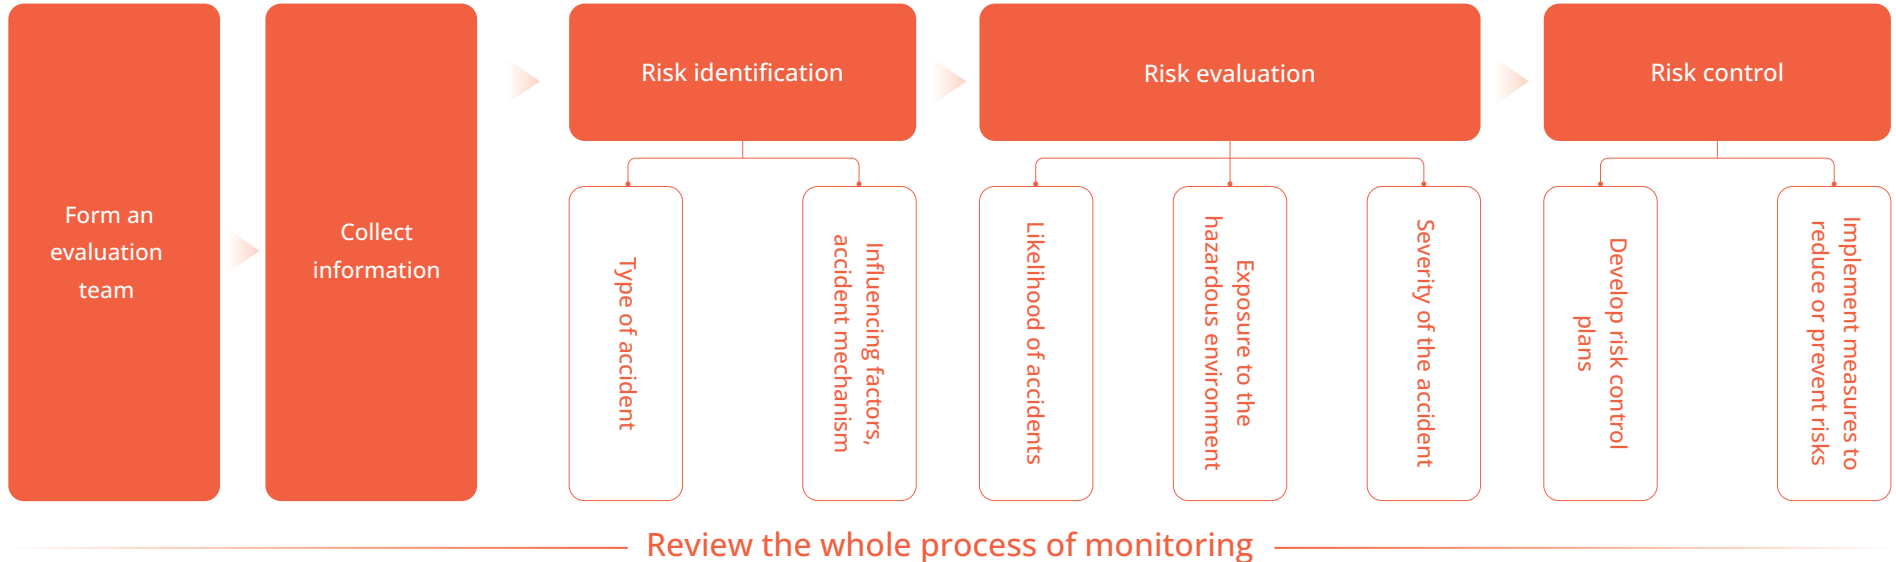 Form an
evaluation
team
Collect
information
Risk identification
Type of accident
Influencing factors,
accident mechanism
Risk evaluation
Likelihood of accidents
Exposure to the
hazardous environment
Severity of the accident
Risk control
Develop risk control
plans
Implement measures to
reduce or prevent risks
Review the whole process of monitoring